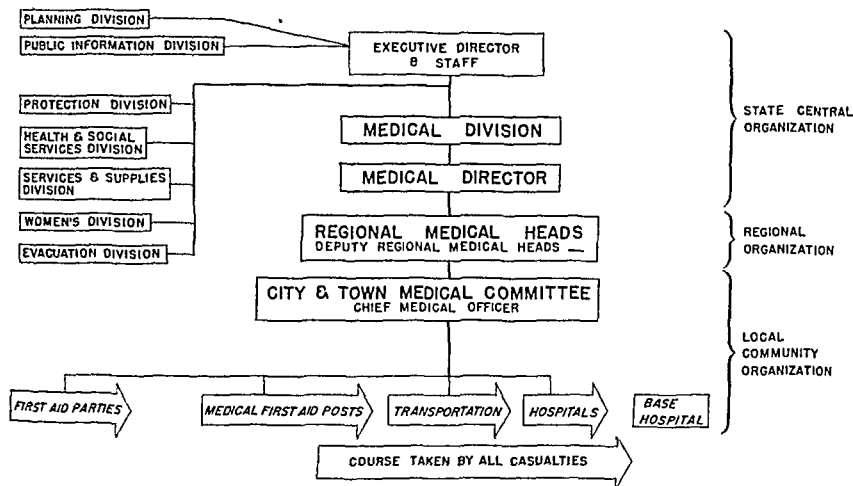 PLANNING DIVISION
PUBLIC INFORMATION DIVISION
EXECUTIVE DIRECTOR
& STAFF
PROTECTION DIVISION
HEALTH & SOCIAL
SERVICES DIVISION
SERVICES & SUPPLIES
DIVISION
WOMEN'S DIVISION
EVACUATION DIVISION
MEDICAL DIVISION
MEDICAL DIRECTOR
REGIONAL MEDICAL HEADS
DEPUTY REGIONAL MEDICAL HEADS —
CITY & TOWN MEDICAL COMMITTEE
CHIEF MEDICAL OFFICER
STATE CENTRAL
ORGANIZATION
REGIONAL
ORGANIZATION
LOCAL
COMMUNITY
ORGANIZATION
FIRST AID PARTIES
MEDICAL FIRST AID POSTS
TRANSPORTATION
HOSPITALS
BASE
HOSPITAL
COURSE TAKEN BY ALL CASUALTIES